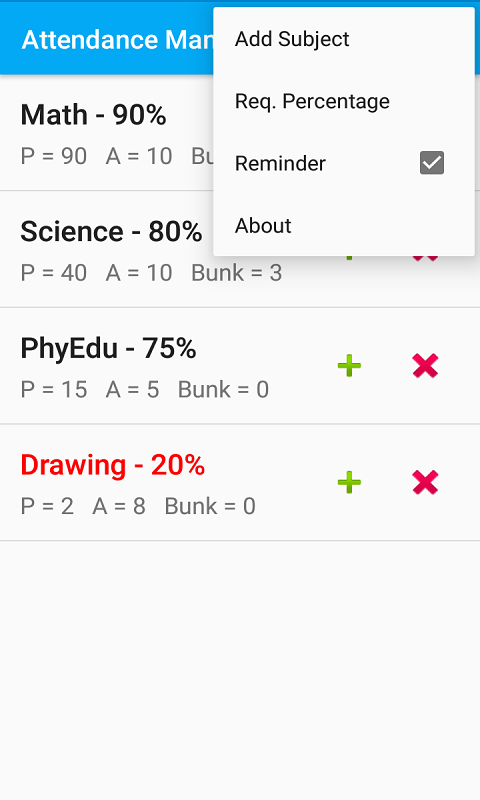 Attendance Man
Add Subject
Req. Percentage
Reminder
About
Math - 90%
P = 90 A = 10
Science - 80%
P = 40 A = 10 Bunk = 3
PhyEdu - 75%
P = 15 A = 5 Bunk = 0
Drawing - 20%
P = 2 A = 8 Bunk = 0